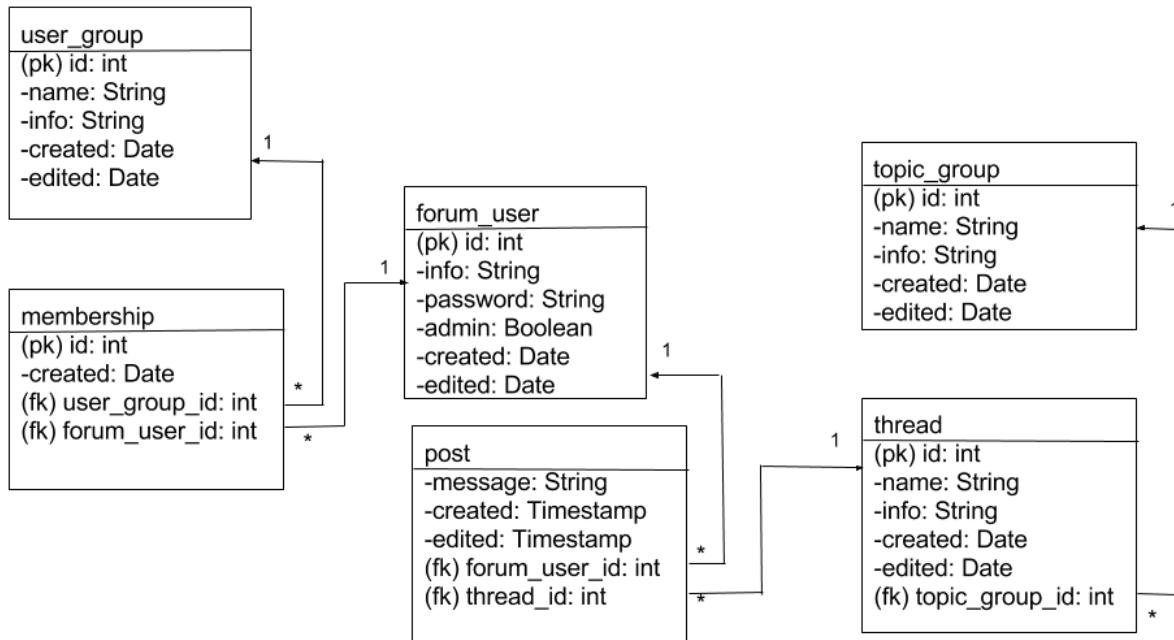 user_group
(pk) id: int
-name: String
-info: String
-created: Date
-edited: Date
1
membership
(pk) id: int
-created: Date
(fk) user_group_id: int
(fk) forum_user_id: int
*
*
1
forum_user
(pk) id: int
-info: String
-password: String
-admin: Boolean
-created: Date
-edited: Date
1
post
-message: String
-created: Timestamp
-edited: Timestamp
(fk) forum_user_id: int
(fk) thread_id: int
*
*
1
topic_group
(pk) id: int
-name: String
-info: String
-created: Date
-edited: Date
thread
(pk) id: int
-name: String
-info: String
-created: Date
-edited: Date
(fk) topic_group_id: int
*